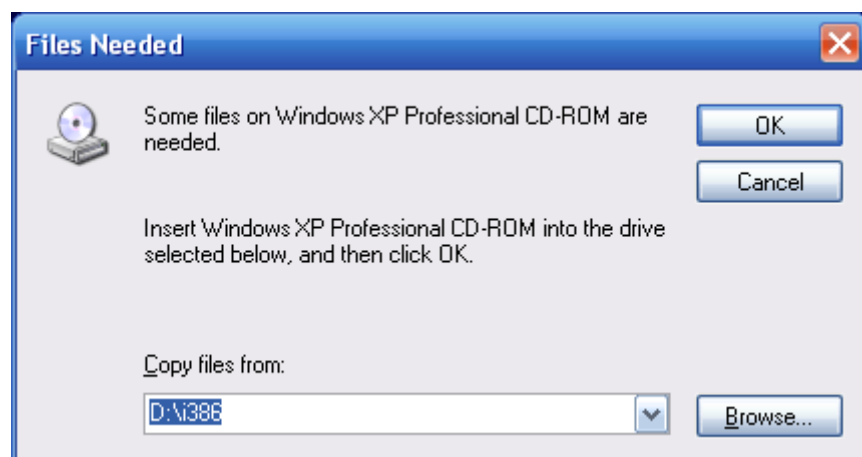 Files Needed
Some files on Windows XP Professional CD-ROM are
needed.
OK
Cancel
Insert Windows XP Professional CD-ROM into the drive
selected below, and then click OK.
Copy files from:
D:\i386
Browse...